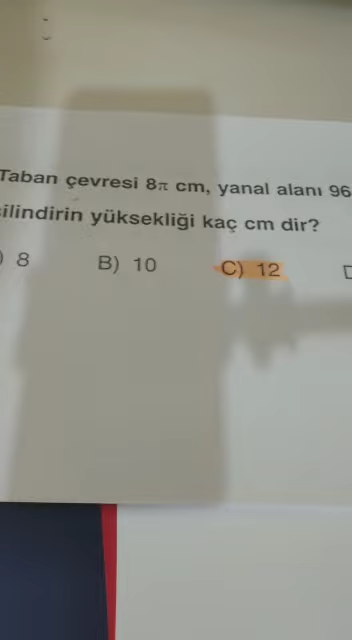 Taban çevresi 8π cm, yanal alanı 96
silindirin yüksekliği kaç cm dir?
) 8 B) 10 C) 12